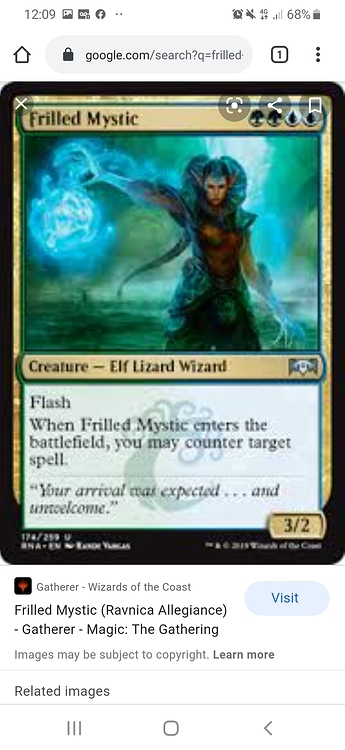 12:09
68%
google.com/search?q=frilled-
1
Frilled Mystic
Creature — Elf Lizard Wizard
Flash
When Frilled Mystic enters the
battlefield, you may counter target
spell.
“Your arrival was expected . . . and
unwelcome.”
3/2
174/259 U
RNA • EN Randy Vargas
™ & © 2019 Wizards of the Coast
Gatherer - Wizards of the Coast
Visit
Frilled Mystic (Ravnica Allegiance)
- Gatherer - Magic: The Gathering
Images may be subject to copyright. Learn more
Related images